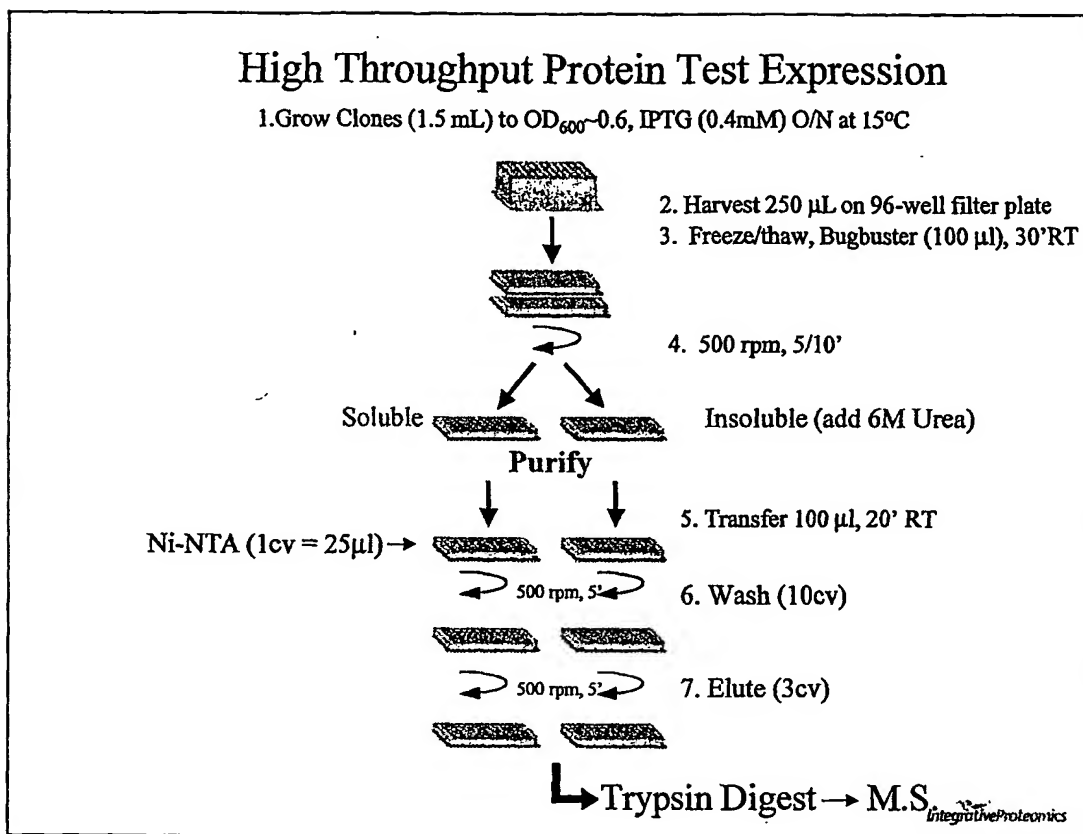 High Throughput Protein Test Expression
1.Grow Clones (1.5 mL) to OD600~0.6, IPTG (0.4mM) O/N at 15°C
2. Harvest 250 μL on 96-well filter plate
3. Freeze/thaw, Bugbuster (100 μl), 30'RT
4. 500 rpm, 5/10'
Soluble
Insoluble (add 6M Urea)
Purify
5. Transfer 100 μl, 20' RT
Ni-NTA (1cv = 25μl)→
500 rpm, 5'
6. Wash (10cv)
500 rpm, 5'
7. Elute (3cv)
Trypsin Digest → M.S.
IntegrativeProteomics